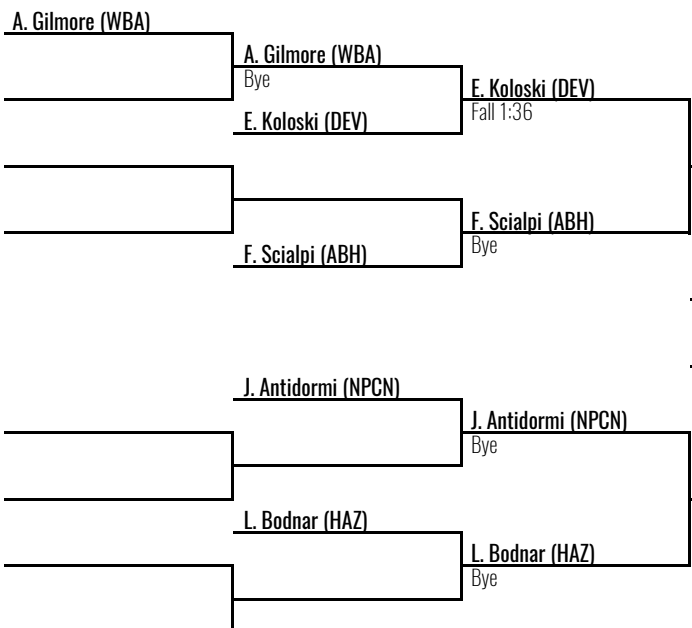 A. Gilmore (WBA)
A. Gilmore (WBA)
Bye
E. Koloski (DEV)
E. Koloski (DEV)
Fall 1:36
F. Scialpi (ABH)
F. Scialpi (ABH)
Bye
J. Antidormi (NPCN)
J. Antidormi (NPCN)
Bye
L. Bodnar (HAZ)
L. Bodnar (HAZ)
Bye